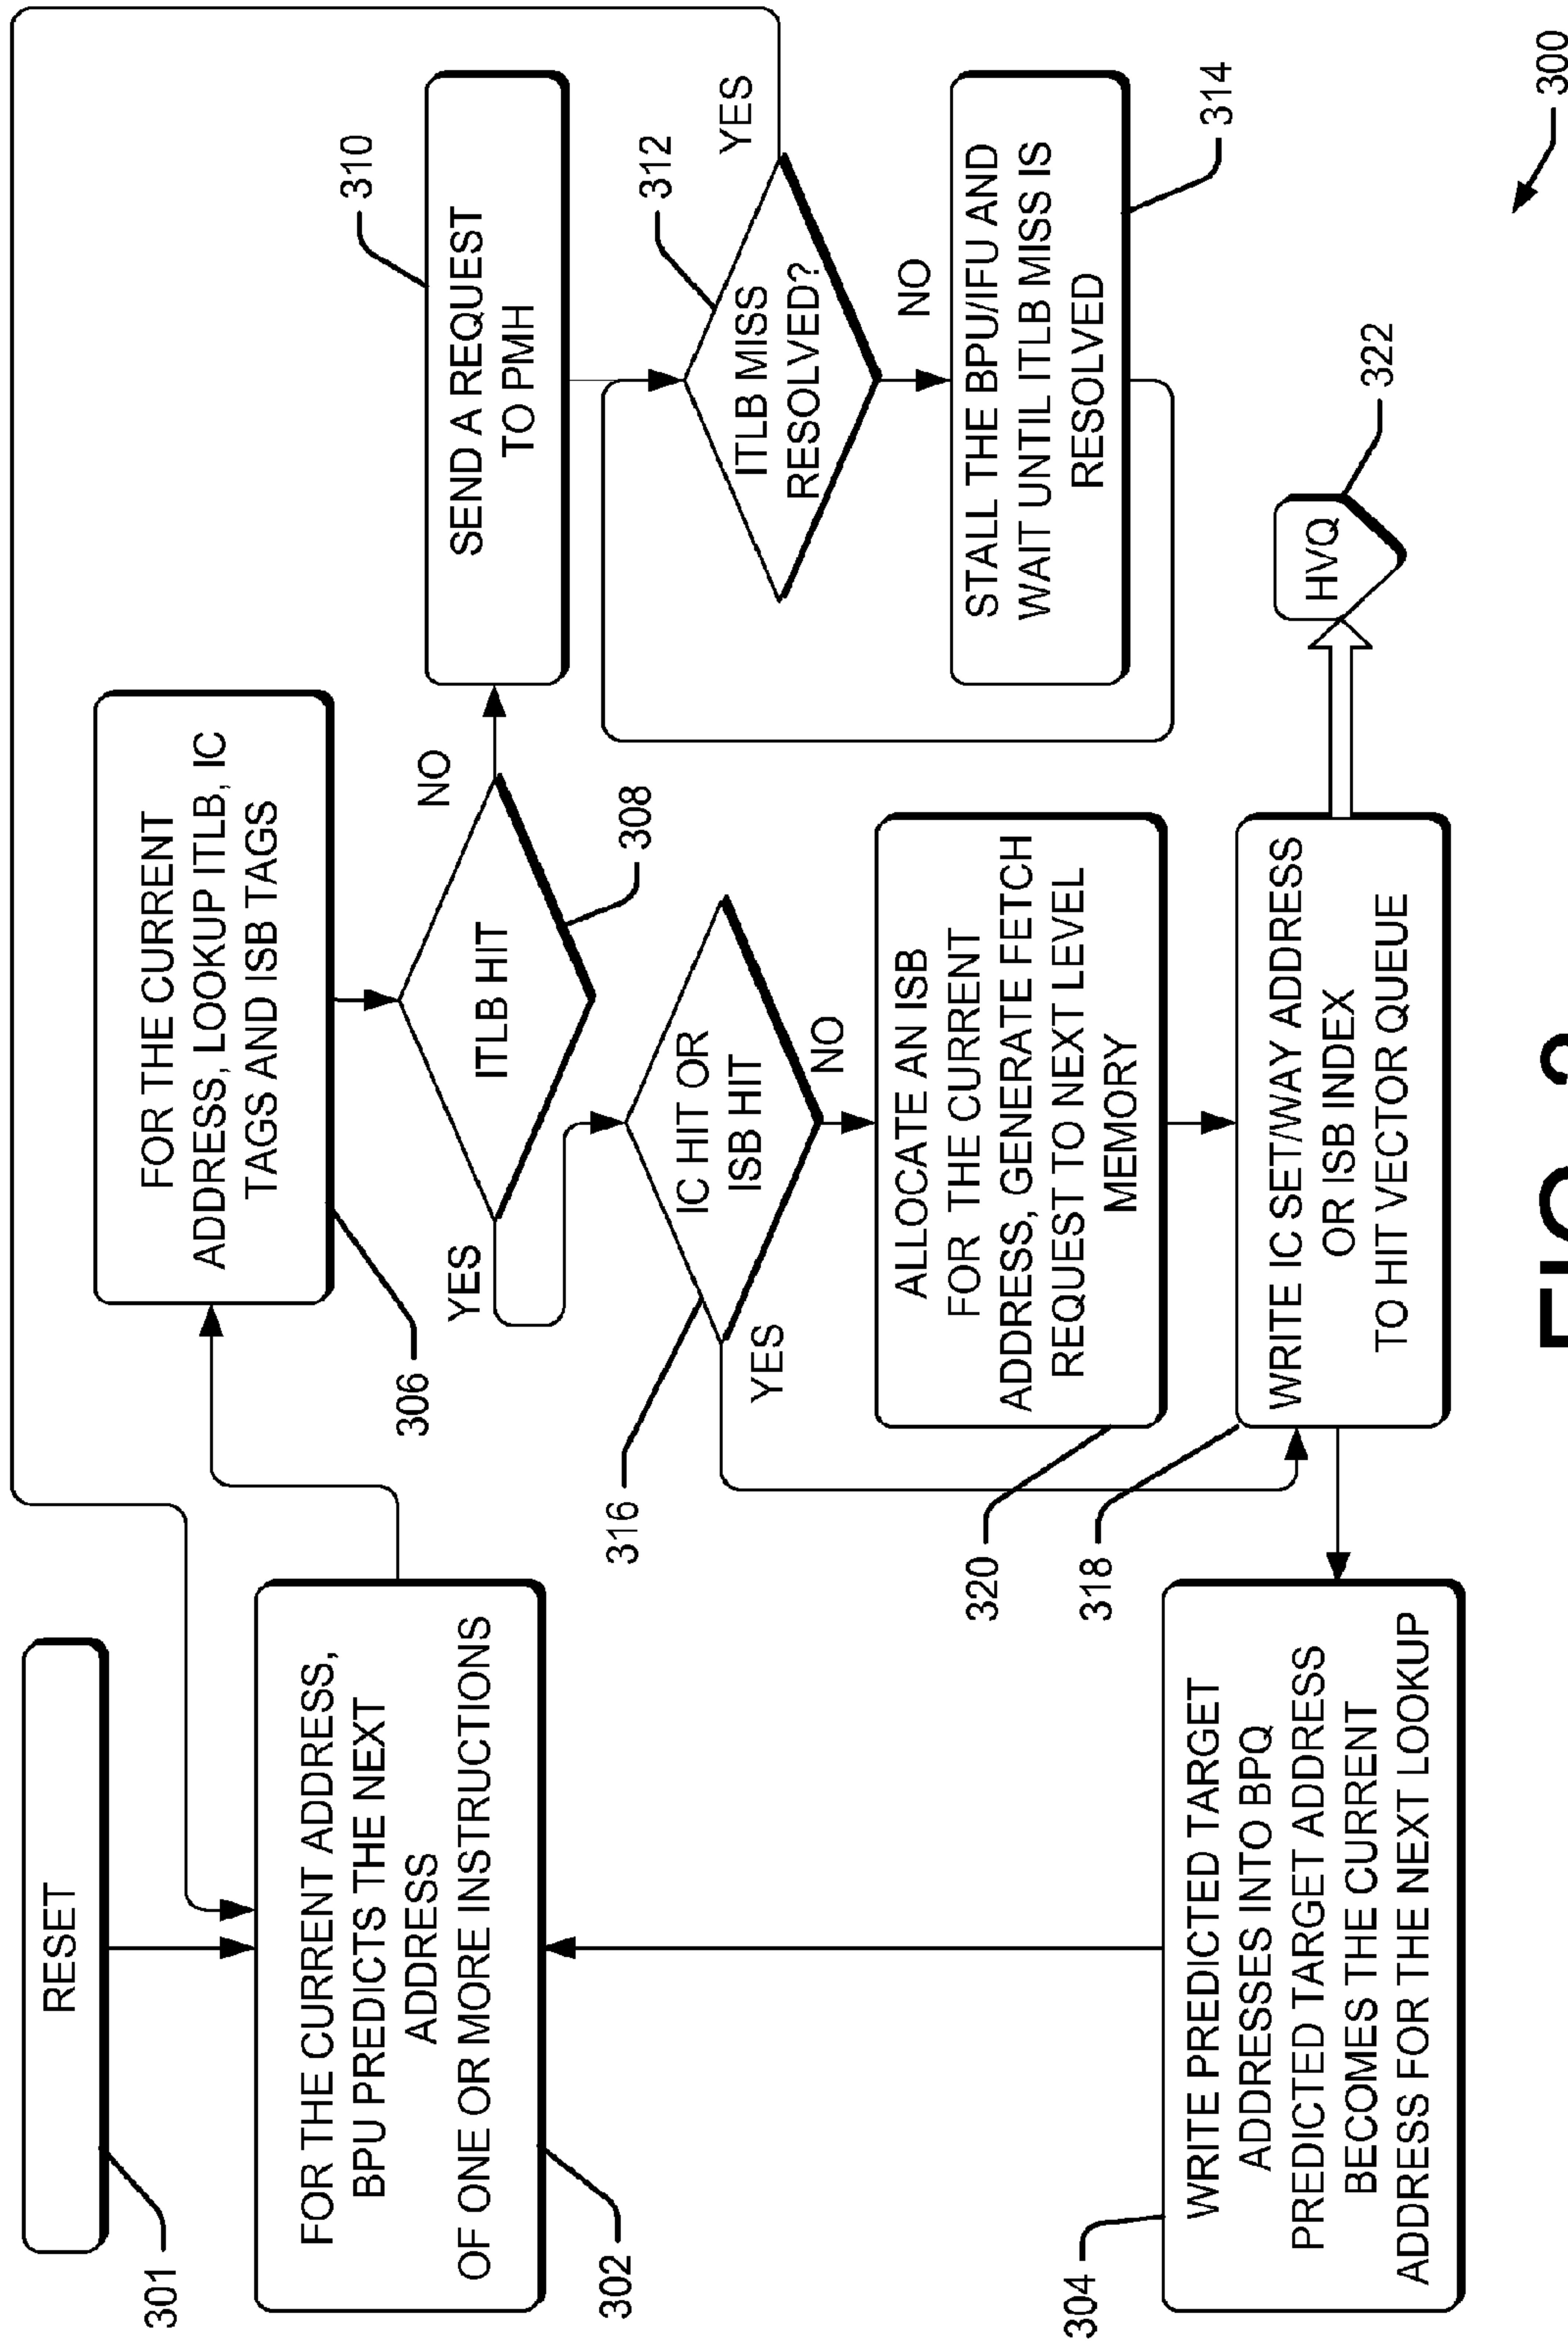 RESET
301
FOR THE CURRENT ADDRESS,
BPU PREDICTS THE NEXT
ADDRESS
OF ONE OR MORE INSTRUCTIONS
302
WRITE PREDICTED TARGET
ADDRESSES INTO BPQ
PREDICTED TARGET ADDRESS
BECOMES THE CURRENT
ADDRESS FOR THE NEXT LOOKUP
304
FOR THE CURRENT
ADDRESS, LOOKUP ITLB, IC
TAGS AND ISB TAGS
306
ITLB HIT
308
YES
NO
IC HIT OR
ISB HIT
316
YES
NO
ALLOCATE AN ISB
FOR THE CURRENT
ADDRESS, GENERATE FETCH
REQUEST TO NEXT LEVEL
MEMORY
320
WRITE IC SET/WAY ADDRESS
OR ISB INDEX
TO HIT VECTOR QUEUE
318
SEND A REQUEST
TO PMH
310
ITLB MISS
RESOLVED?
312
YES
NO
STALL THE BPU/IFU AND
WAIT UNTIL ITLB MISS IS
RESOLVED
314
HVQ
322
300